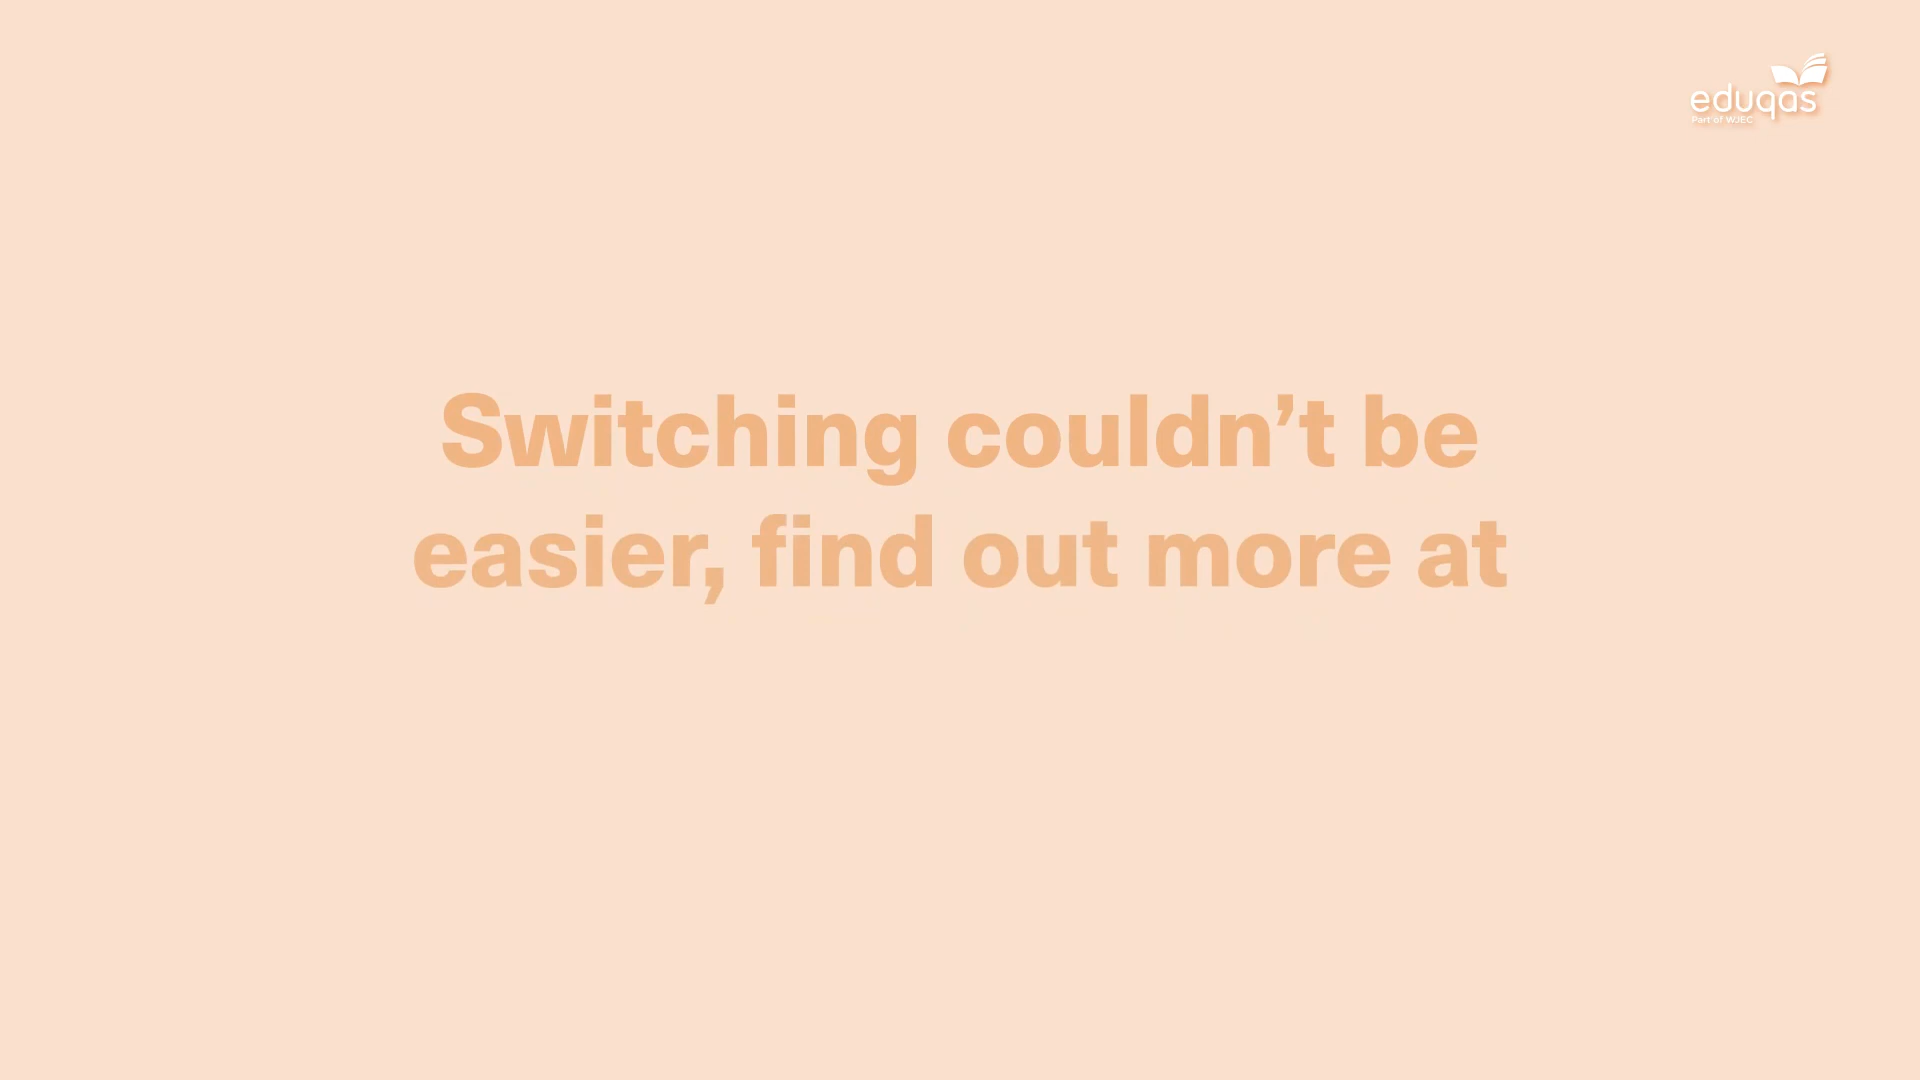 eduqas
Part of WJEC
Switching couldn’t be
easier, find out more at